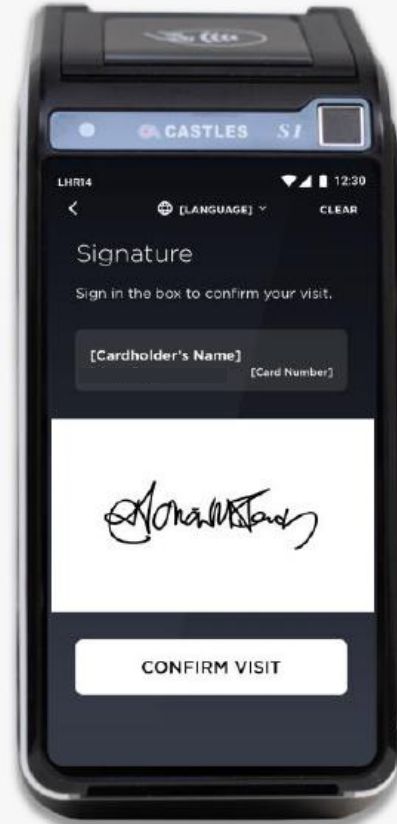 CASTLES S1
LHR14 12:30
[LANGUAGE] CLEAR
Signature
Sign in the box to confirm your visit.
[Cardholder's Name]
[Card Number]
CONFIRM VISIT